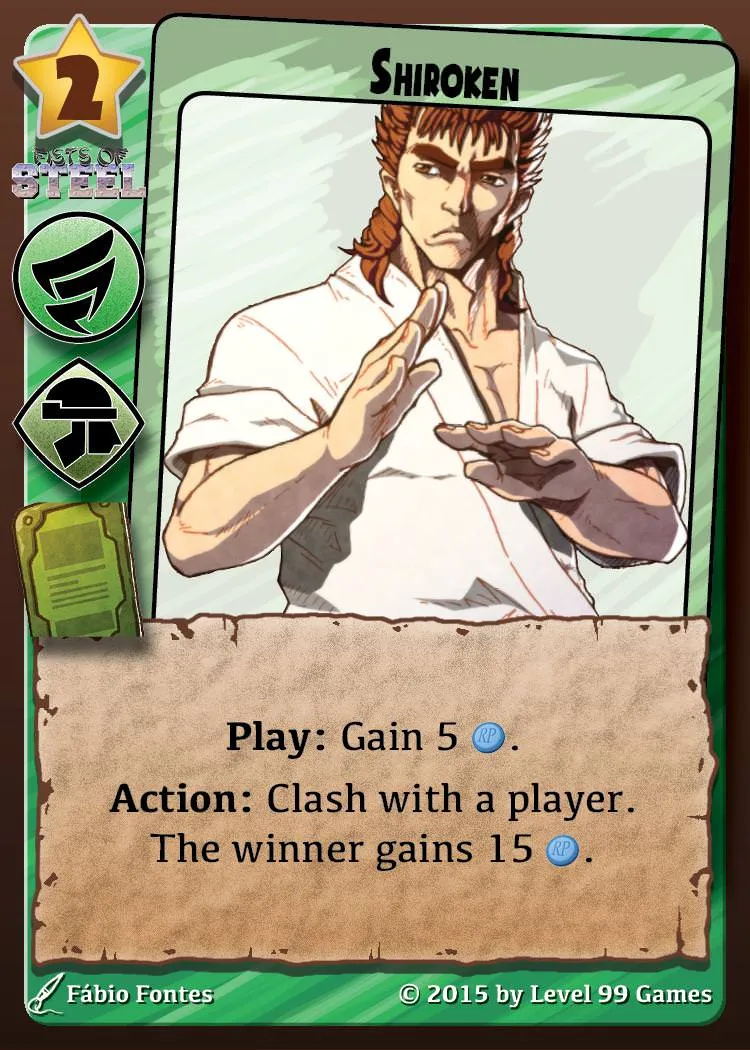 Shiroken
2
FISTS OF
STEEL
Play: Gain 5 RP.
Action: Clash with a player.
The winner gains 15 RP.
Fábio Fontes
© 2015 by Level 99 Games